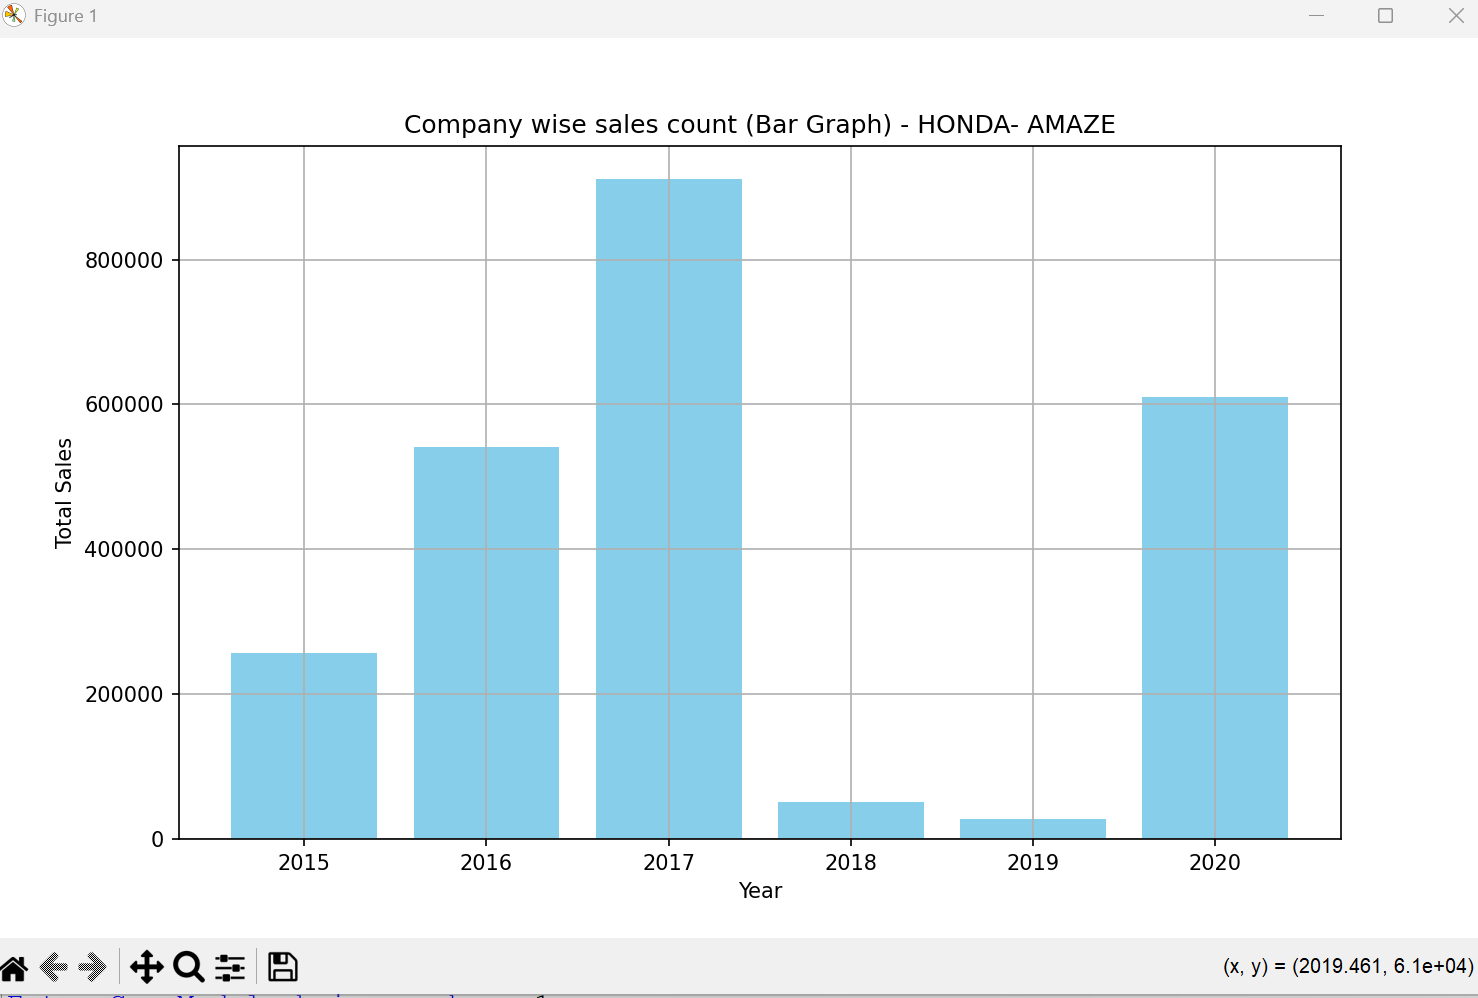 Figure 1
Company wise sales count (Bar Graph) - HONDA- AMAZE
800000
600000
400000
200000
0
Total Sales
2015 2016 2017 2018 2019 2020
Year
(x, y) = (2019.461, 6.1e+04)